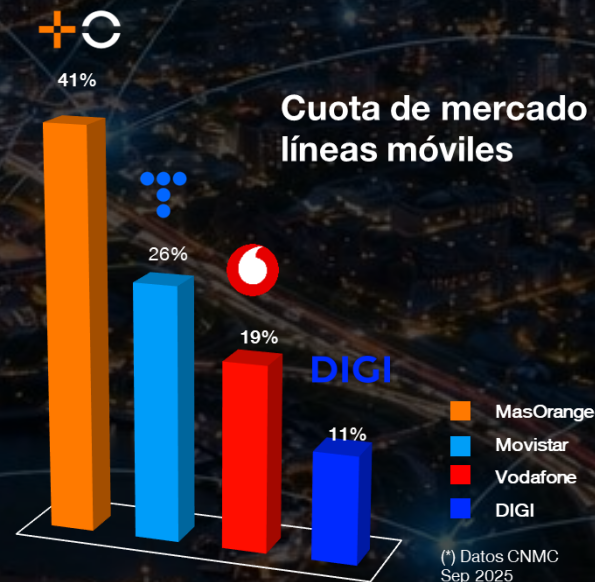 41%
Cuota de mercado
líneas móviles
26%
19%
DIGI
11%
MasOrange
Movistar
Vodafone
DIGI
(*) Datos CNMC
Sep 2025